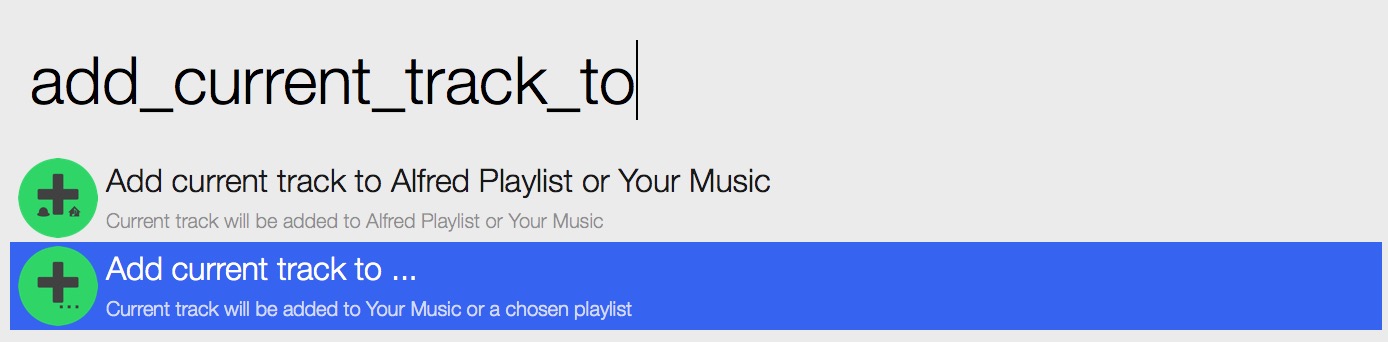 add_current_track_to
Add current track to Alfred Playlist or Your Music
Current track will be added to Alfred Playlist or Your Music
Add current track to ...
Current track will be added to Your Music or a chosen playlist